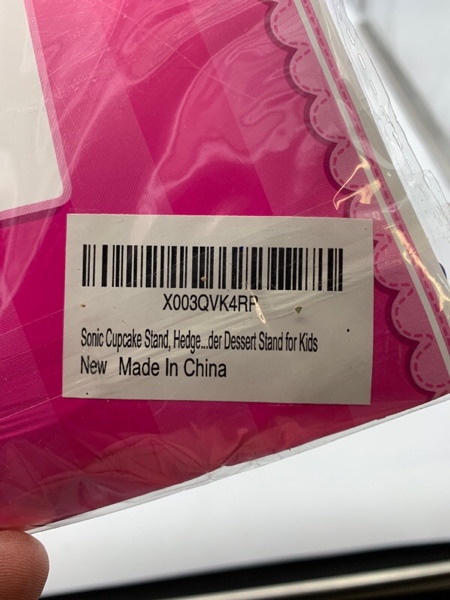 X003QVK4RP
Sonic Cupcake Stand, Hedge...der Dessert Stand for Kids
New Made In China